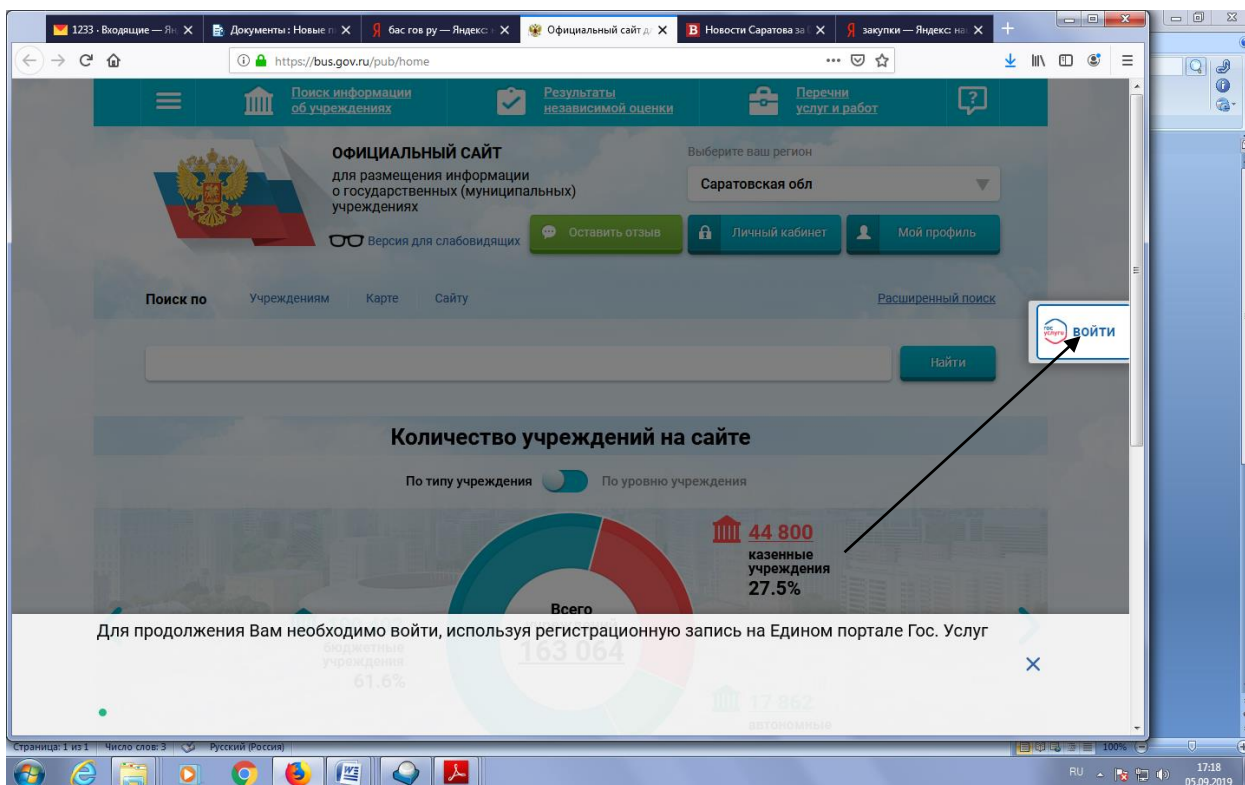 1233 · Входящие — Ян
Документы : Новые п
бас гов ру — Яндекс: н
Официальный сайт д
Новости Саратова за
закупки — Яндекс: на
https://bus.gov.ru/pub/home
Поиск информации
об учреждениях
Результаты
независимой оценки
Перечни
услуг и работ
ОФИЦИАЛЬНЫЙ САЙТ
для размещения информации
о государственных (муниципальных)
учреждениях
Версия для слабовидящих
Выберите ваш регион
Саратовская обл
Оставить отзыв
Личный кабинет
Мой профиль
Поиск по Учреждениям Карте Сайту
Расширенный поиск
гос
услуги
ВОЙТИ
Найти
Количество учреждений на сайте
По типу учреждения По уровню учреждения
44 800
казенные
учреждения
27.5%
Всего
Для продолжения Вам необходимо войти, используя регистрационную запись на Едином портале Гос. Услуг
бюджетные
учреждения
61.6%
163 064
17 862
автономные
Страница: 1 из 1 Число слов: 3 Русский (Россия)
100%
RU
17:18
05.09.2019